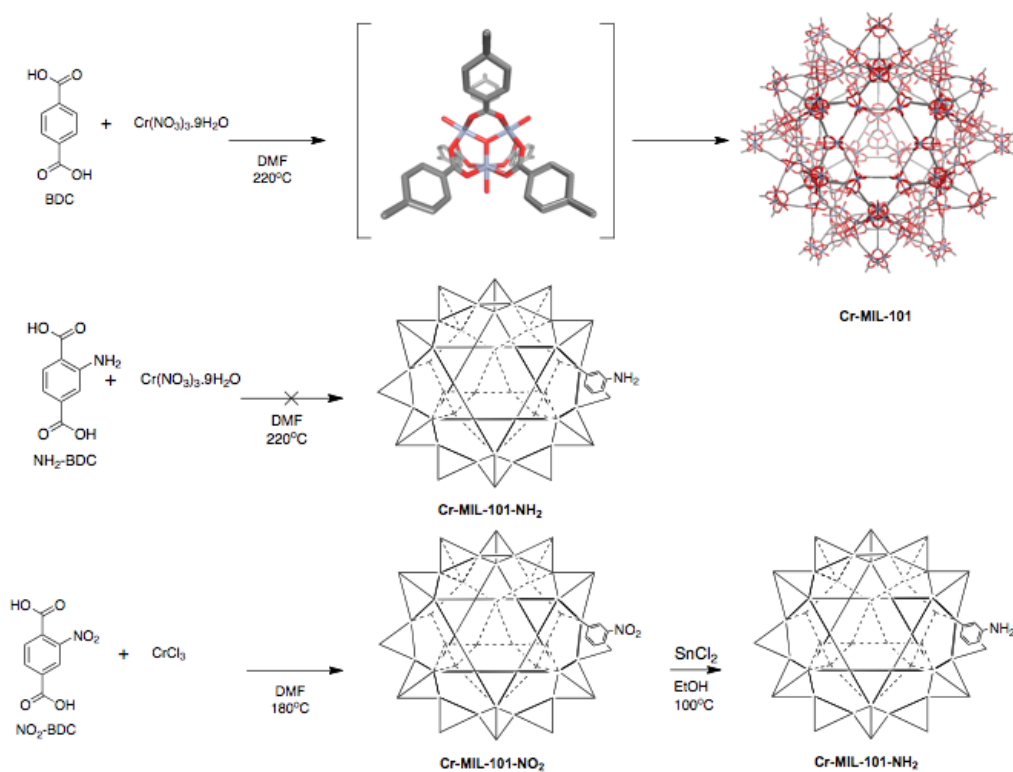 HO O
O OH
BDC
+ Cr(NO₃)₃.9H₂O
DMF
220°C
Cr-MIL-101
HO O
NH₂
O OH
NH₂-BDC
+ Cr(NO₃)₃.9H₂O
DMF
220°C
NH₂
Cr-MIL-101-NH₂
HO O
NO₂
O OH
NO₂-BDC
+ CrCl₃
DMF
180°C
NO₂
Cr-MIL-101-NO₂
SnCl₂
EtOH
100°C
NH₂
Cr-MIL-101-NH₂